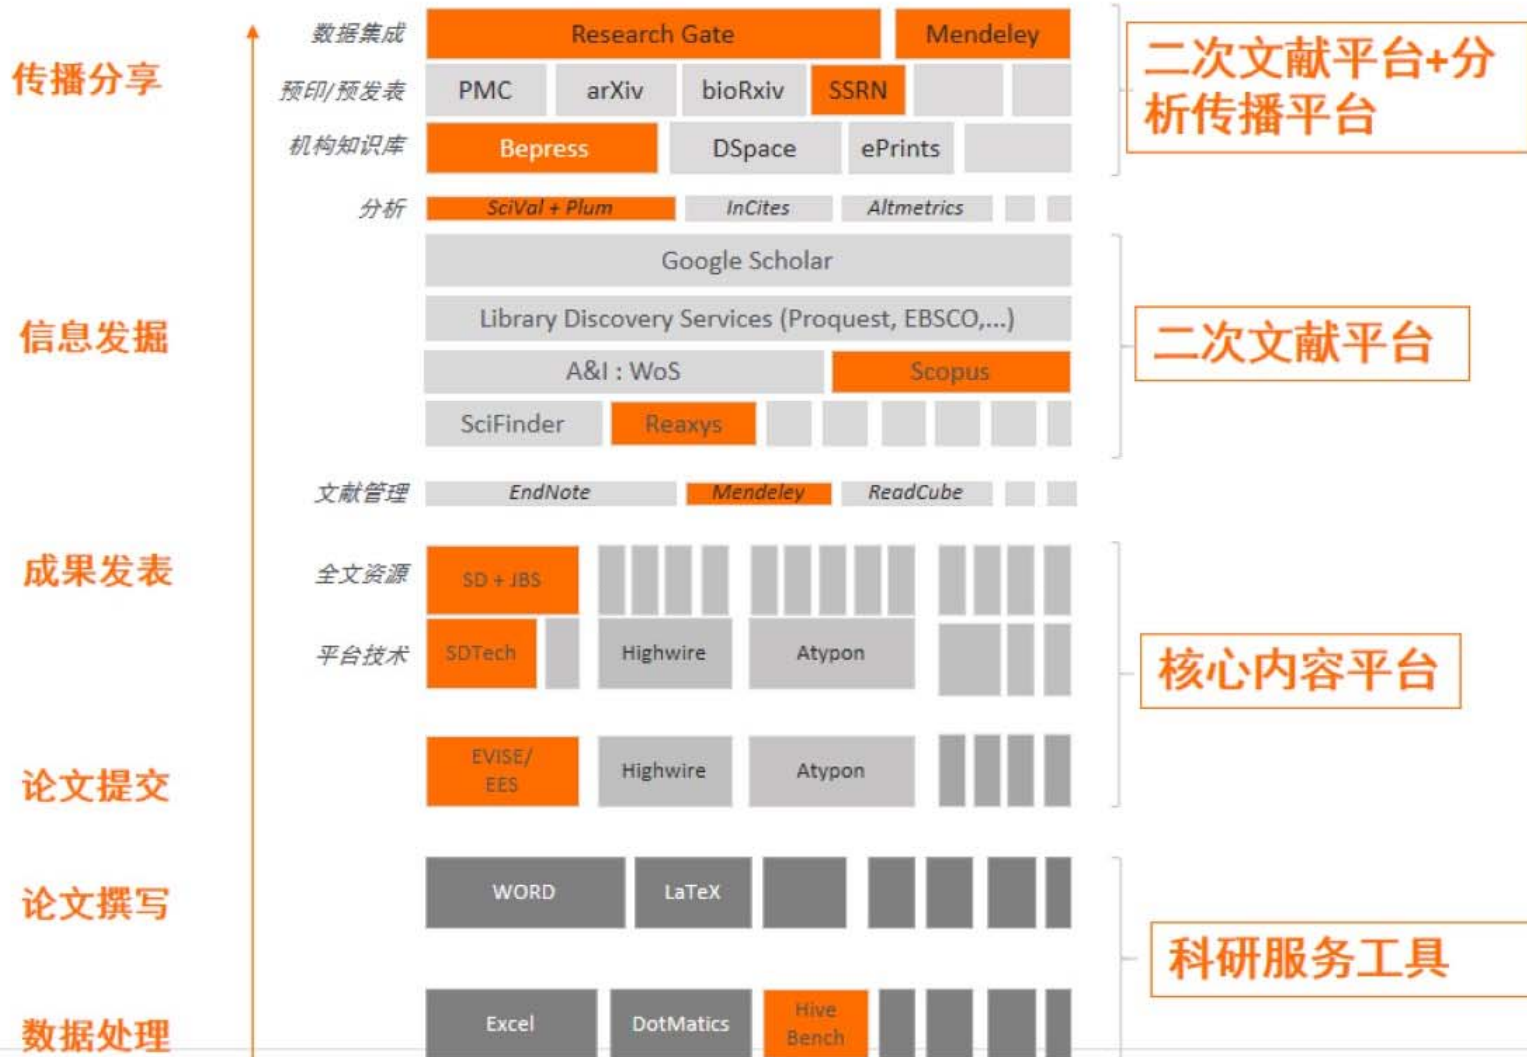 数据集成 Research Gate Mendeley
传播分享
预印/预发表 PMC arXiv bioRxiv SSRN
机构知识库 Bepress DSpace ePrints
二次文献平台+分
析传播平台
分析 SciVal + Plum InCites Altmetrics
Google Scholar
信息发掘
Library Discovery Services (Proquest, EBSCO,...)
二次文献平台
A&I : WoS Scopus
SciFinder Reaxys
文献管理 EndNote Mendeley ReadCube
成果发表
全文资源 SD + JBS
平台技术 SDTech Highwire Atypon
核心内容平台
论文提交
EVISE/
EES
Highwire Atypon
论文撰写
WORD LaTeX
科研服务工具
数据处理
Excel DotMatics
Hive
Bench